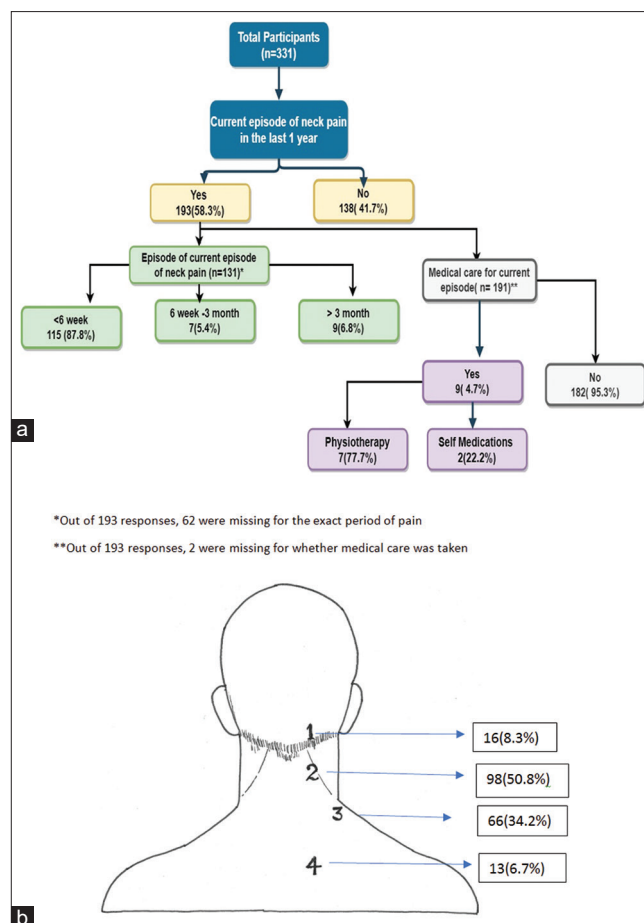 Total Participants
(n=331)
Current episode of neck pain
in the last 1 year
Yes
193(58.3%)
No
138( 41.7%)
Episode of current episode
of neck pain (n=131)*
Medical care for current
episode( n= 191)**
<6 week
115 (87.8%)
6 week -3 month
7(5.4%)
> 3 month
9(6.8%)
Yes
9( 4.7%)
No
182( 95.3%)
Physiotherapy
7(77.7%)
Self Medications
2(22.2%)
a
*Out of 193 responses, 62 were missing for the exact period of pain
**Out of 193 responses, 2 were missing for whether medical care was taken
1
16(8.3%)
2
98(50.8%)
3
66(34.2%)
4
13(6.7%)
b